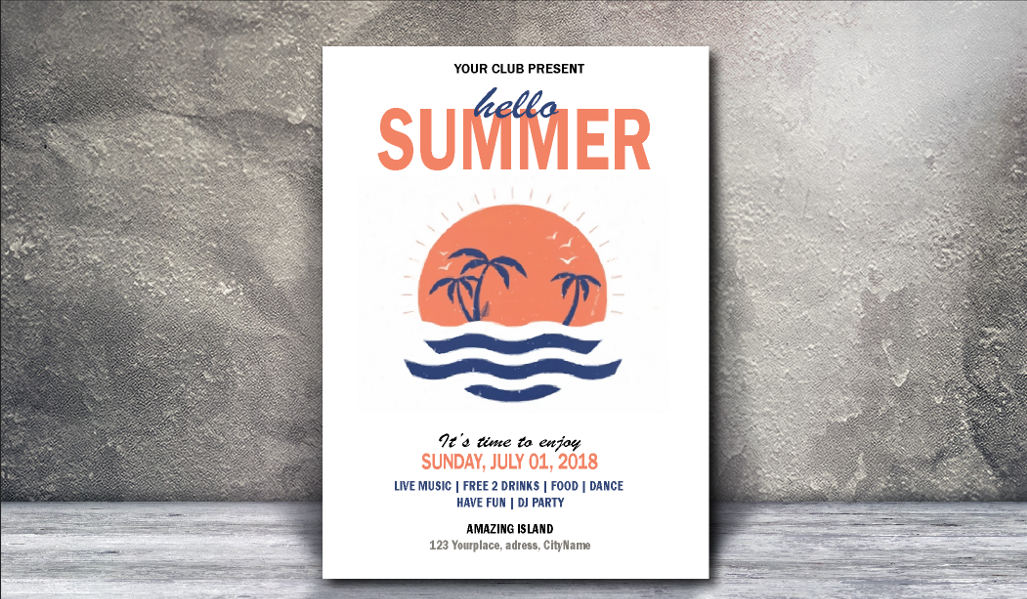 YOUR CLUB PRESENT
hello
SUMMER
It's time to enjoy
SUNDAY, JULY 01, 2018
LIVE MUSIC | FREE 2 DRINKS | FOOD | DANCE
HAVE FUN | DJ PARTY
AMAZING ISLAND
123 Yourplace, adress, CityName